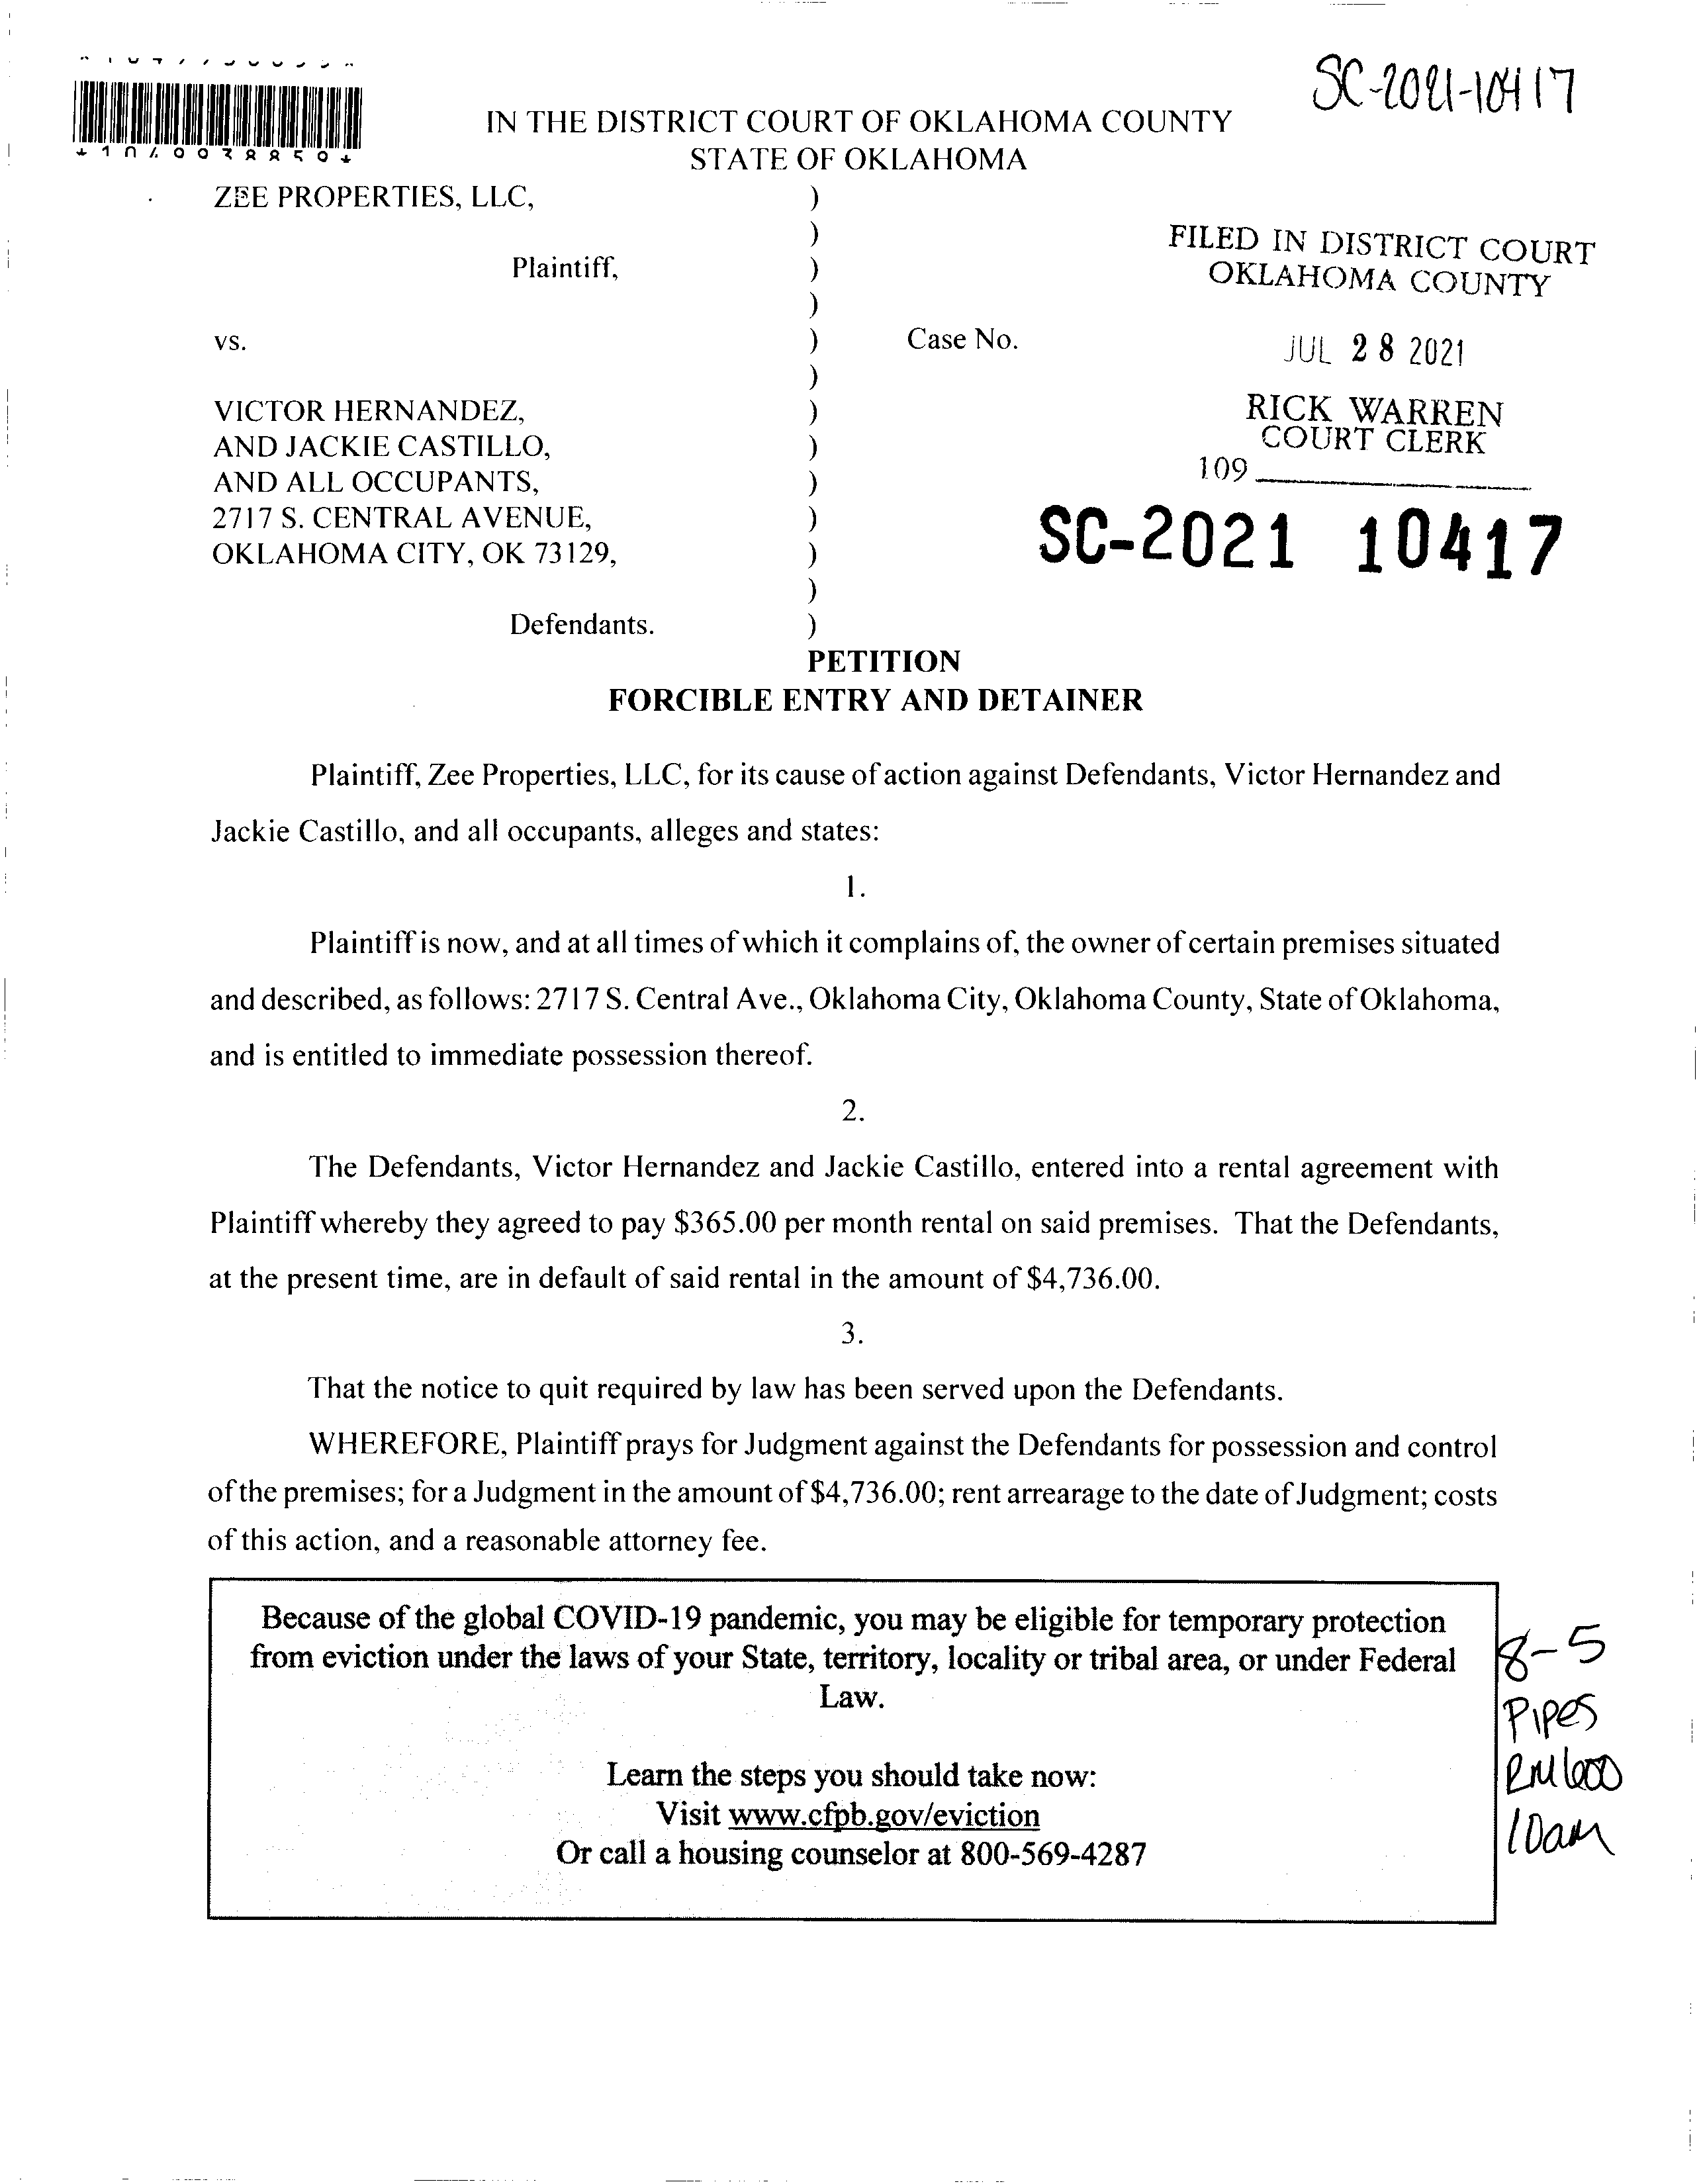 SC-2021-10417
IN THE DISTRICT COURT OF OKLAHOMA COUNTY
STATE OF OKLAHOMA
ZEE PROPERTIES, LLC, )
)
Plaintiff, )
)
vs. ) Case No.
)
VICTOR HERNANDEZ, )
AND JACKIE CASTILLO, )
AND ALL OCCUPANTS, )
2717 S. CENTRAL AVENUE, )
OKLAHOMA CITY, OK 73129, )
)
Defendants. )
FILED IN DISTRICT COURT
OKLAHOMA COUNTY
JUL 28 2021
RICK WARREN
COURT CLERK
109
SC-2021 10417
PETITION
FORCIBLE ENTRY AND DETAINER
Plaintiff, Zee Properties, LLC, for its cause of action against Defendants, Victor Hernandez and
Jackie Castillo, and all occupants, alleges and states:
1.
Plaintiff is now, and at all times of which it complains of, the owner of certain premises situated
and described, as follows: 2717 S. Central Ave., Oklahoma City, Oklahoma County, State of Oklahoma,
and is entitled to immediate possession thereof.
2.
The Defendants, Victor Hernandez and Jackie Castillo, entered into a rental agreement with
Plaintiff whereby they agreed to pay $365.00 per month rental on said premises. That the Defendants,
at the present time, are in default of said rental in the amount of $4,736.00.
3.
That the notice to quit required by law has been served upon the Defendants.
WHEREFORE, Plaintiff prays for Judgment against the Defendants for possession and control
of the premises; for a Judgment in the amount of $4,736.00; rent arrearage to the date of Judgment; costs
of this action, and a reasonable attorney fee.
Because of the global COVID-19 pandemic, you may be eligible for temporary protection
from eviction under the laws of your State, territory, locality or tribal area, or under Federal
Law.
Learn the steps you should take now:
Visit www.cfpb.gov/eviction
Or call a housing counselor at 800-569-4287
8-5
Pipes
RM 600
10am